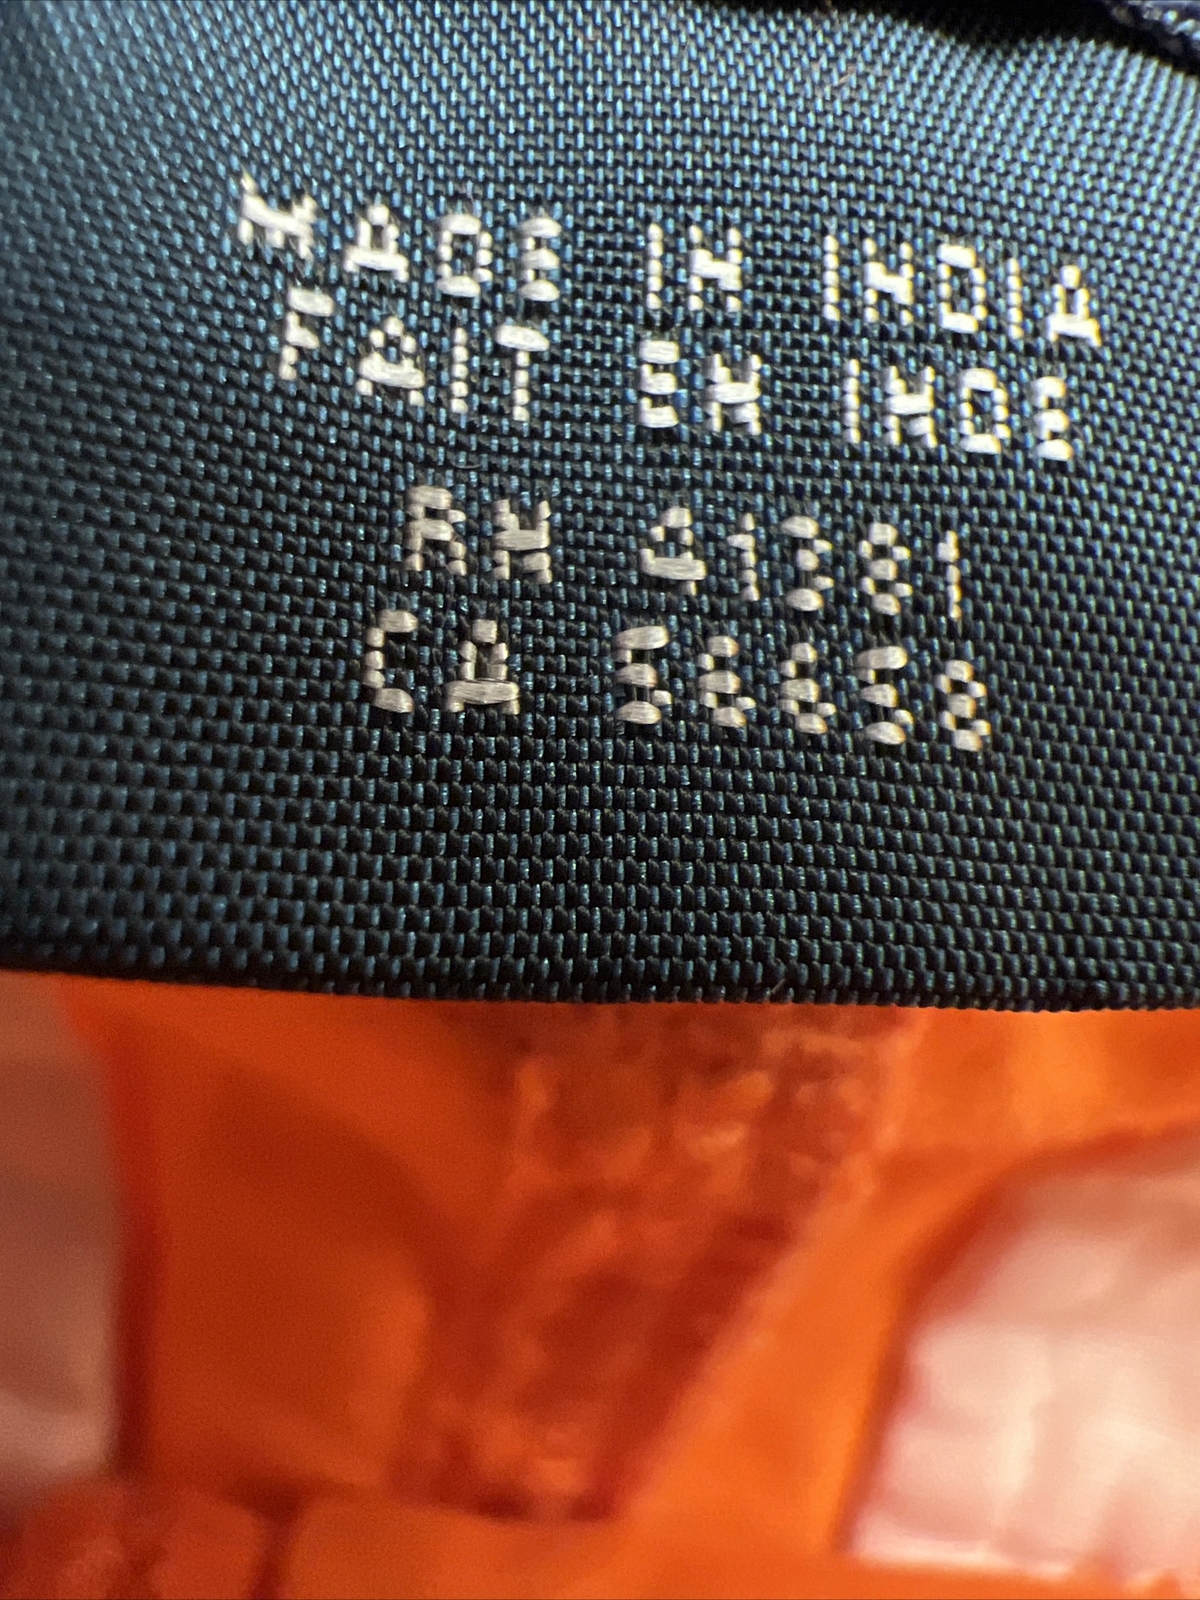 MADE IN INDIA
FAIT EN INDE
RN 41381
CA 56658